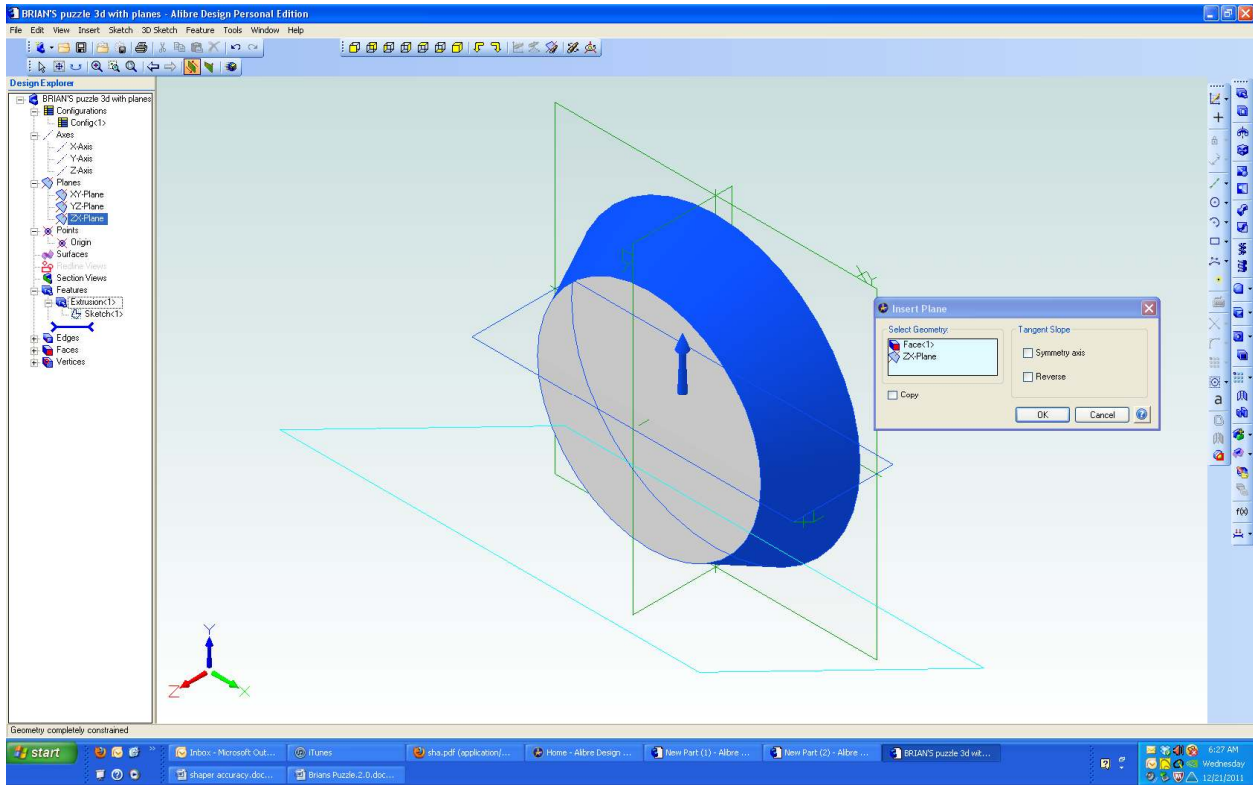 BRIAN'S puzzle 3d with planes - Alibre Design Personal Edition
File Edit View Insert Sketch 3D Sketch Feature Tools Window Help
Design Explorer
BRIAN'S puzzle 3d with planes
Configurations
Config<1>
Axes
X-Axis
Y-Axis
Z-Axis
Planes
XY-Plane
YZ-Plane
ZX-Plane
Points
Origin
Surfaces
Redline Views
Section Views
Features
Extrusion<1>
Sketch<1>
Edges
Faces
Vertices
Insert Plane
Select Geometry:
Face<1>
ZX-Plane
Copy
Tangent Slope
Symmetry axis
Reverse
OK Cancel
a
f(x)
Y
Z
X
Geometry completely constrained
start
Inbox - Microsoft Out...
iTunes
sha.pdf (application/...
Home - Alibre Design ...
New Part (1) - Alibre ...
New Part (2) - Alibre ...
BRIAN'S puzzle 3d wit...
shaper accuracy.doc...
Brians Puzzle.2.0.doc...
6:27 AM
Wednesday
12/21/2011